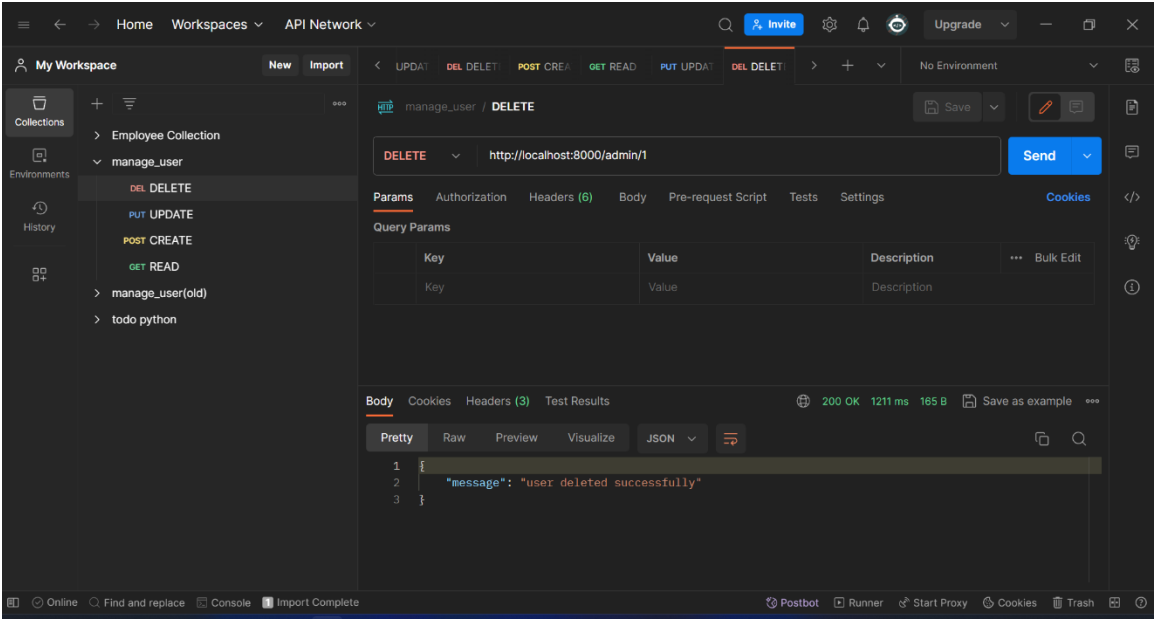 Home Workspaces API Network Invite Upgrade
My Workspace New Import UPDAT DEL DELETI POST CREA GET READ PUT UPDAT DEL DELETI No Environment
Collections
Environments
History
Employee Collection
manage_user
DEL DELETE
PUT UPDATE
POST CREATE
GET READ
manage_user(old)
todo python
HTTP manage_user / DELETE Save
DELETE http://localhost:8000/admin/1 Send
Params Authorization Headers (6) Body Pre-request Script Tests Settings Cookies
Query Params
Key Value Description Bulk Edit
Key Value Description
Body Cookies Headers (3) Test Results 200 OK 1211 ms 165 B Save as example
Pretty Raw Preview Visualize JSON
1 {
2 "message": "user deleted successfully"
3 }
Online Find and replace Console 1 Import Complete Postbot Runner Start Proxy Cookies Trash